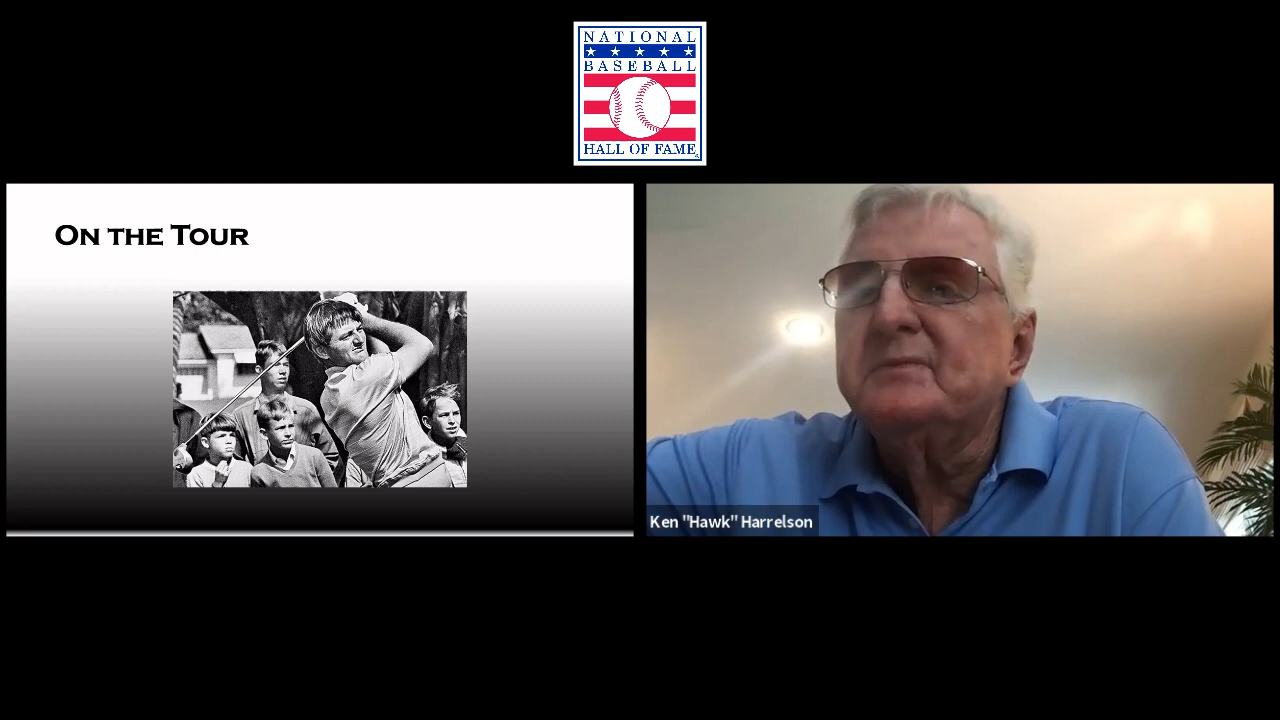 NATIONAL
BASEBALL
HALL OF FAME
On the Tour
Ken "Hawk" Harrelson